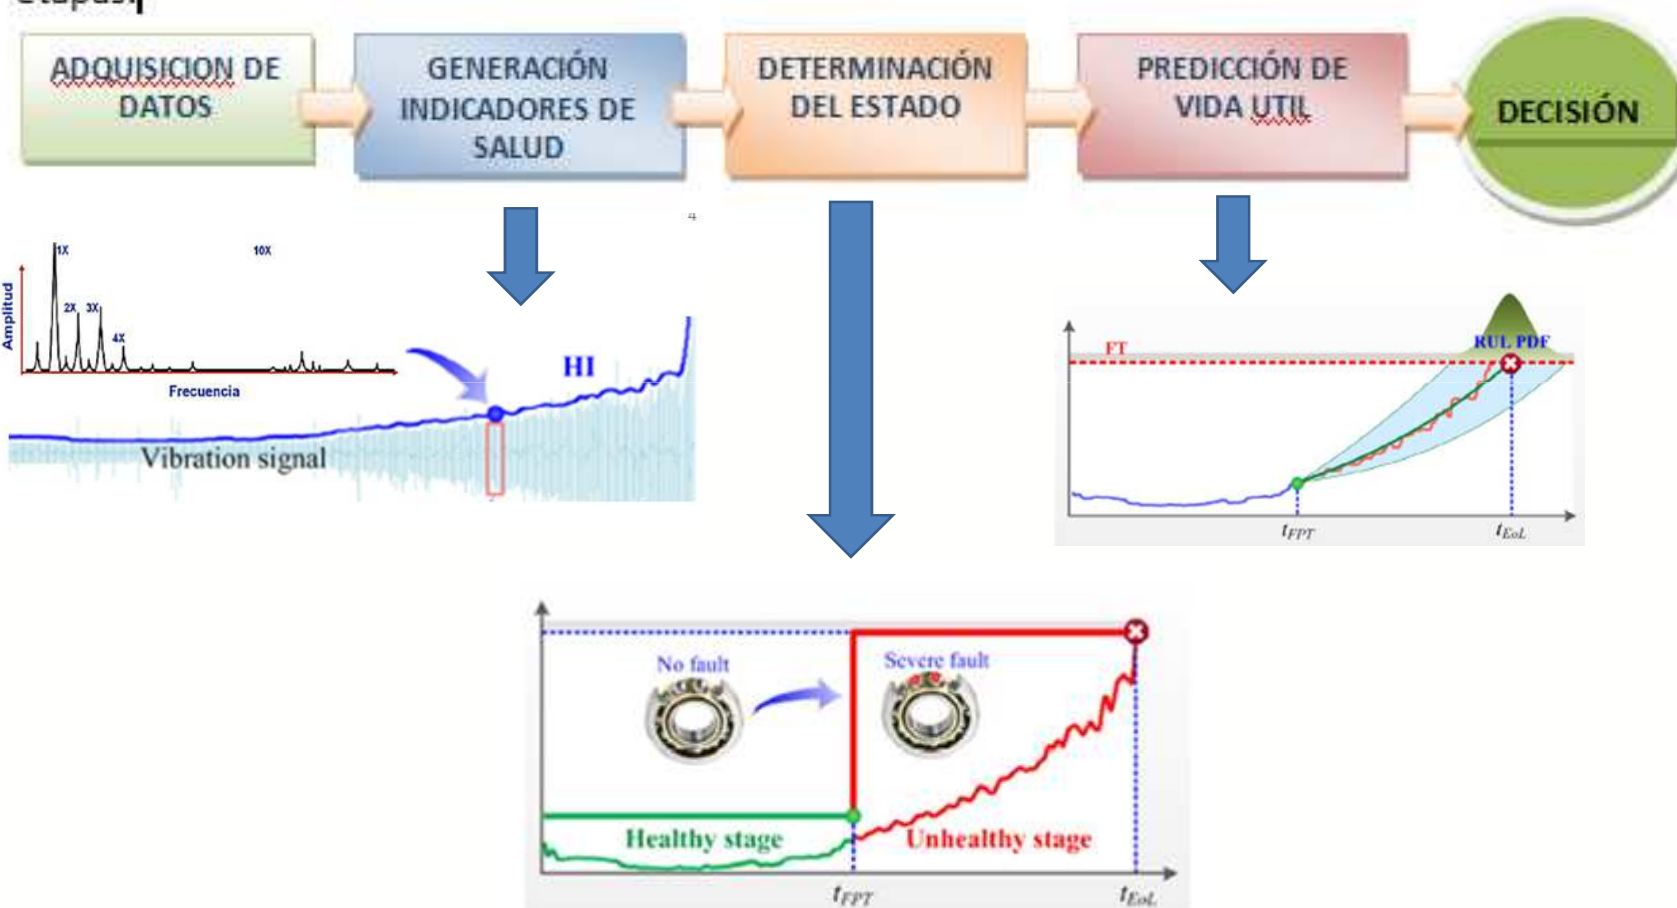 etapas:
ADQUISICION DE
DATOS
GENERACIÓN
INDICADORES DE
SALUD
DETERMINACIÓN
DEL ESTADO
PREDICCIÓN DE
VIDA UTIL
DECISIÓN
4
1X
10X
2X
3X
4X
Amplitud
Frecuencia
HI
Vibration signal
FT
RUL PDF
tFPT
tEoL
No fault
Severe fault
Healthy stage
Unhealthy stage
tFPT
tEoL